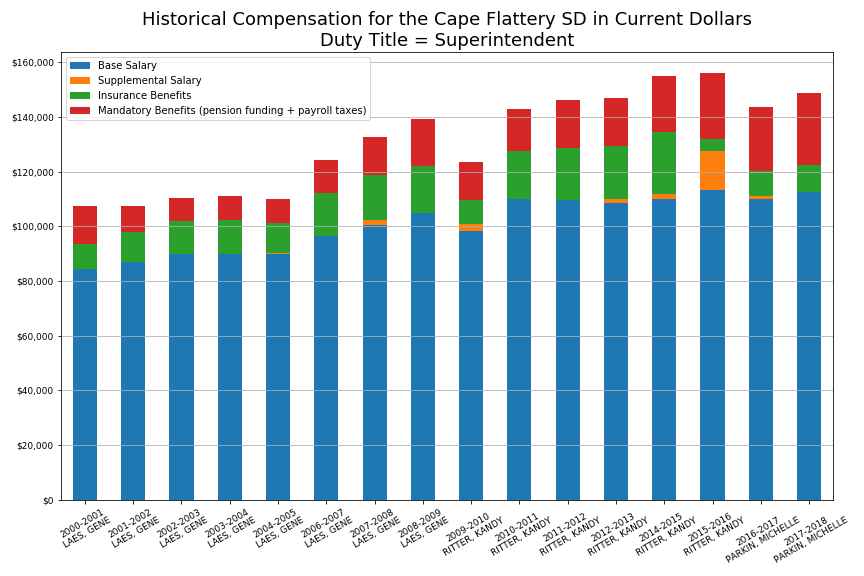 Historical Compensation for the Cape Flattery SD in Current Dollars
Duty Title = Superintendent
Base Salary
Supplemental Salary
Insurance Benefits
Mandatory Benefits (pension funding + payroll taxes)
$160,000
$140,000
$120,000
$100,000
$80,000
$60,000
$40,000
$20,000
$0
2000-2001
LAES, GENE
2001-2002
LAES, GENE
2002-2003
LAES, GENE
2003-2004
LAES, GENE
2004-2005
LAES, GENE
2006-2007
LAES, GENE
2007-2008
LAES, GENE
2008-2009
LAES, GENE
2009-2010
RITTER, KANDY
2010-2011
RITTER, KANDY
2011-2012
RITTER, KANDY
2012-2013
RITTER, KANDY
2014-2015
RITTER, KANDY
2015-2016
RITTER, KANDY
2016-2017
PARKIN, MICHELLE
2017-2018
PARKIN, MICHELLE